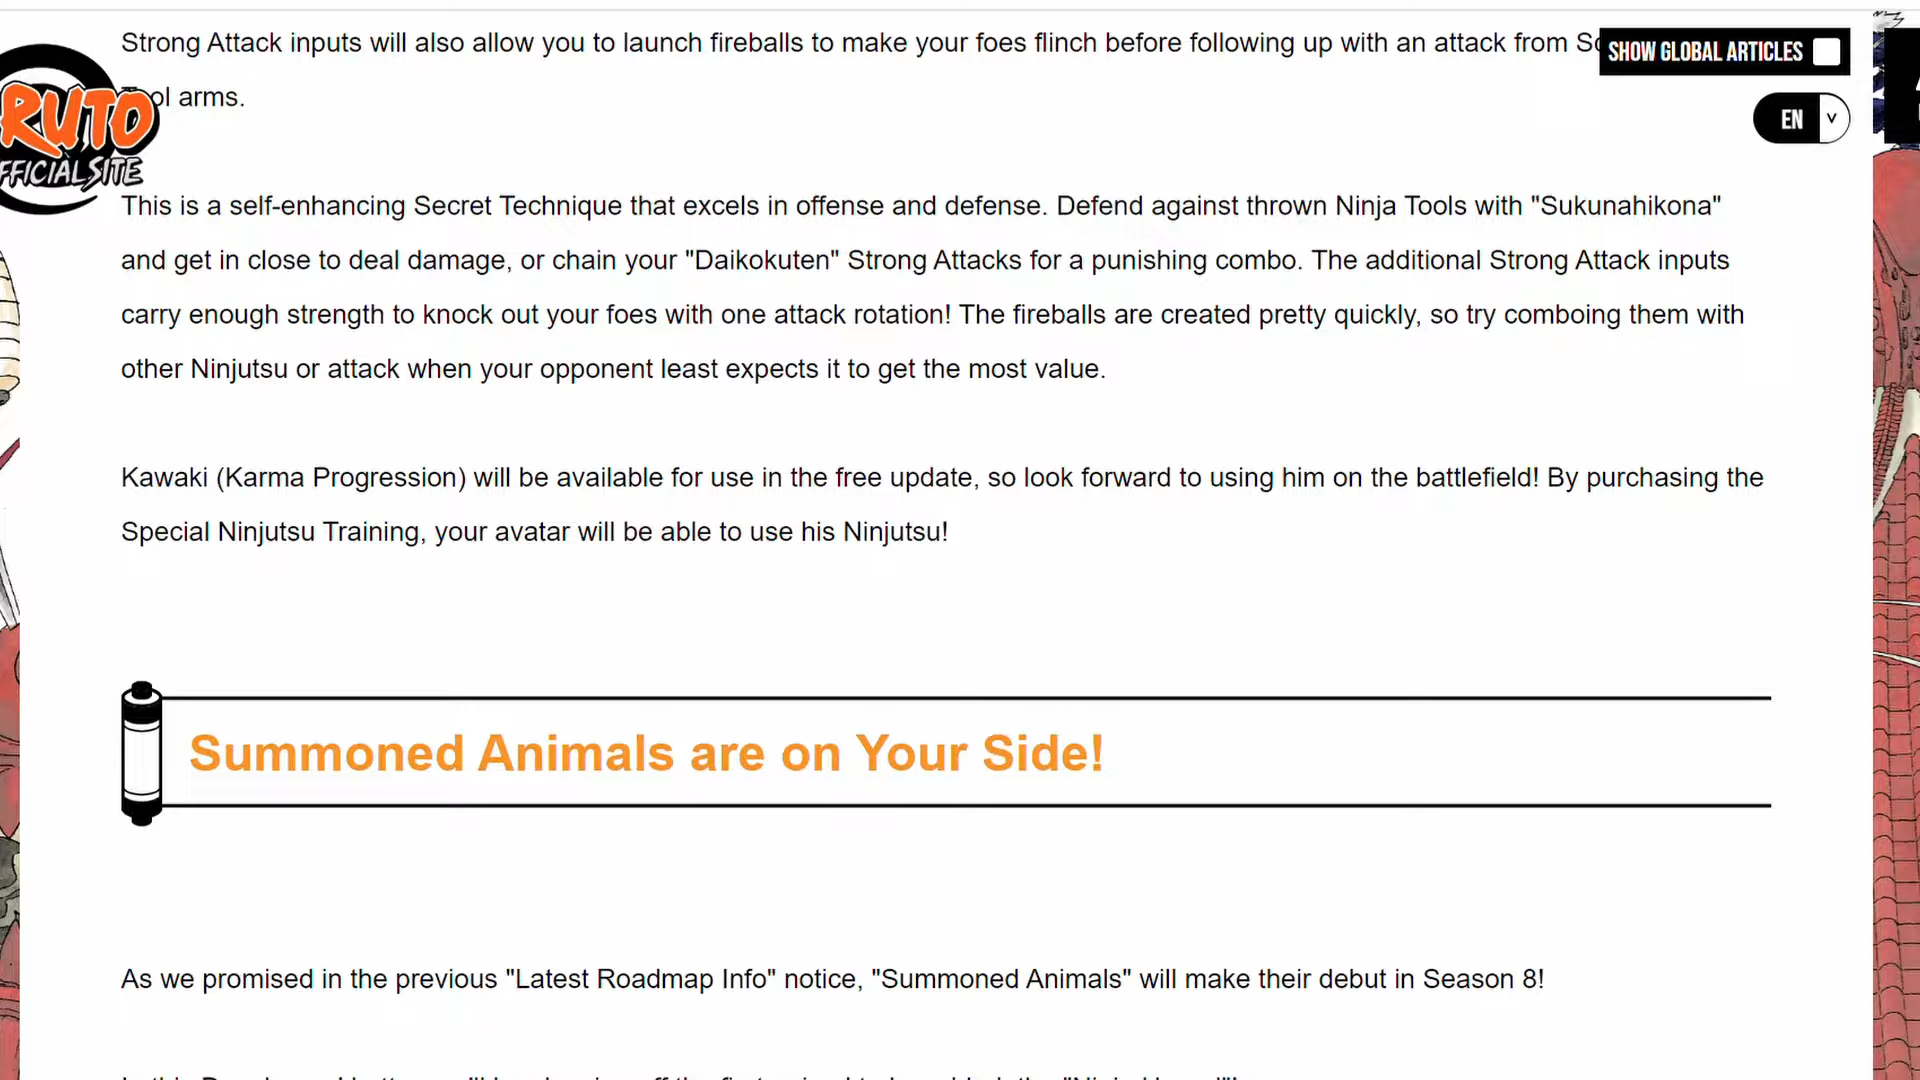 Strong Attack inputs will also allow you to launch fireballs to make your foes flinch before following up with an attack from
SHOW GLOBAL ARTICLES
arms.
EN
RUTO
OFFICIAL SITE
This is a self-enhancing Secret Technique that excels in offense and defense. Defend against thrown Ninja Tools with "Sukunahikona"
and get in close to deal damage, or chain your "Daikokuten" Strong Attacks for a punishing combo. The additional Strong Attack inputs
carry enough strength to knock out your foes with one attack rotation! The fireballs are created pretty quickly, so try comboing them with
other Ninjutsu or attack when your opponent least expects it to get the most value.
Kawaki (Karma Progression) will be available for use in the free update, so look forward to using him on the battlefield! By purchasing the
Special Ninjutsu Training, your avatar will be able to use his Ninjutsu!
Summoned Animals are on Your Side!
As we promised in the previous "Latest Roadmap Info" notice, "Summoned Animals" will make their debut in Season 8!